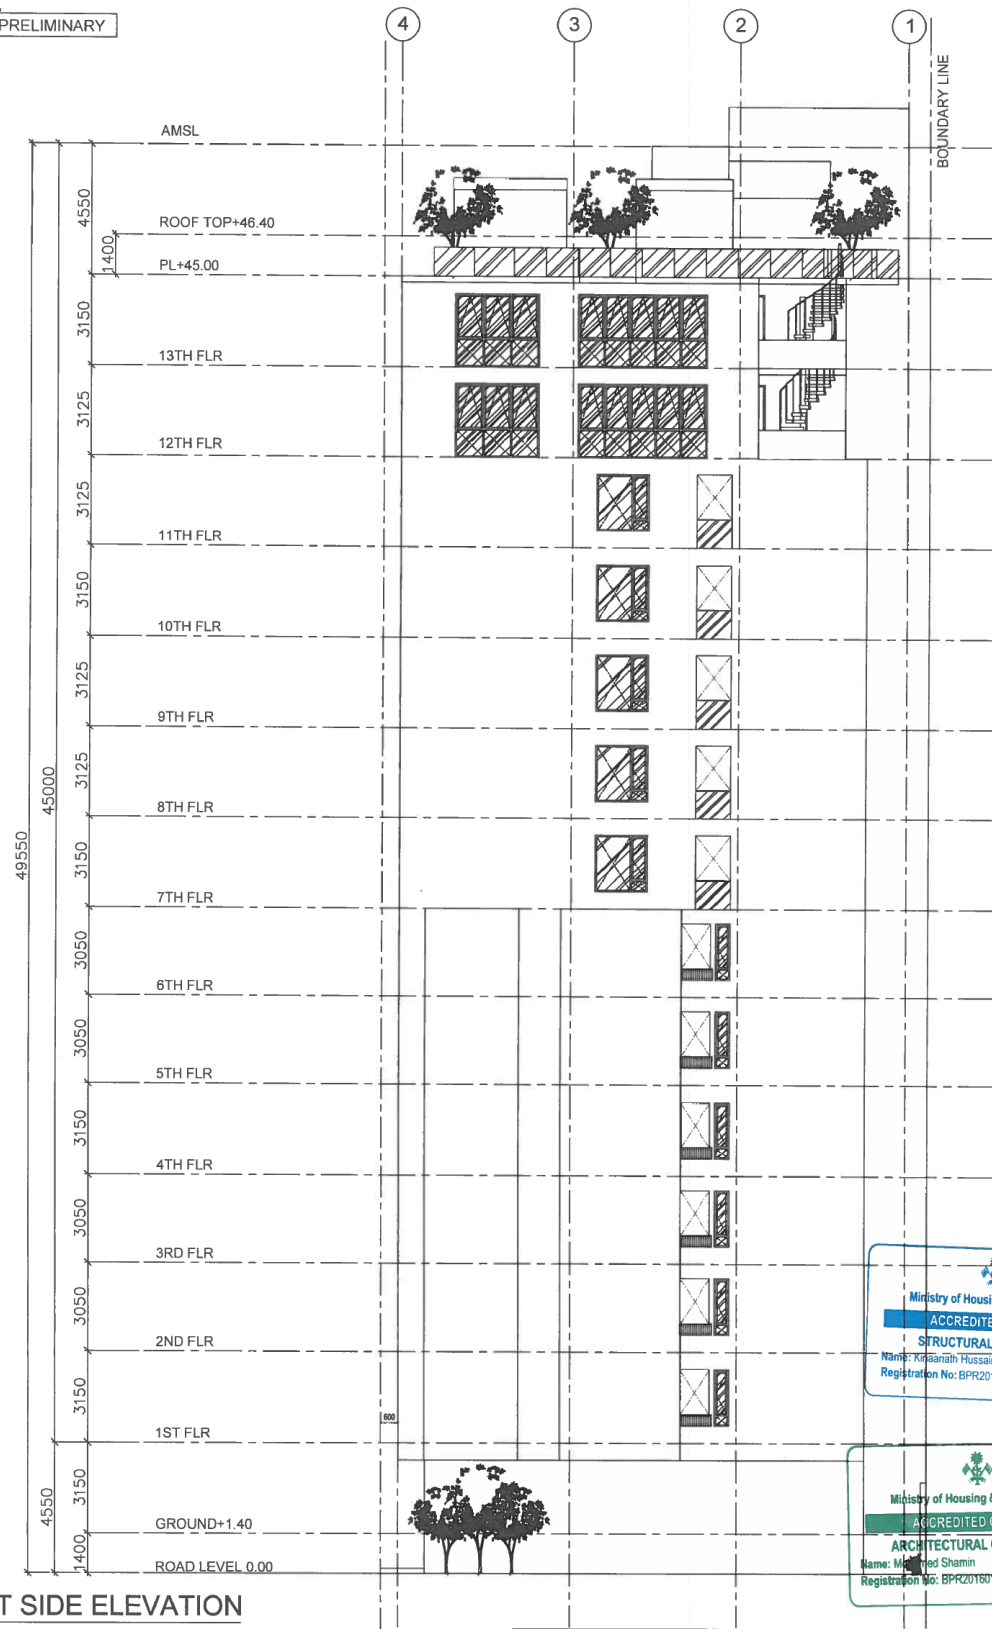 PRELIMINARY
4
3
2
1
BOUNDARY LINE
AMSL
4550
ROOF TOP+46.40
1400
PL+45.00
3150
13TH FLR
3125
12TH FLR
3125
11TH FLR
3150
10TH FLR
3125
9TH FLR
3125
8TH FLR
45000
49550
3150
7TH FLR
3050
6TH FLR
3050
5TH FLR
3150
4TH FLR
3050
3RD FLR
3050
2ND FLR
3150
600
1ST FLR
4550
3150
GROUND+1.40
1400
ROAD LEVEL 0.00
T SIDE ELEVATION
Ministry of Housi
ACCREDITE
STRUCTURAL
Name: Hussai
Registration No: BPR20
Ministry of Housing &
ACCREDITED
ARCHITECTURAL
Name: Shamin
Registration No: BPR20160